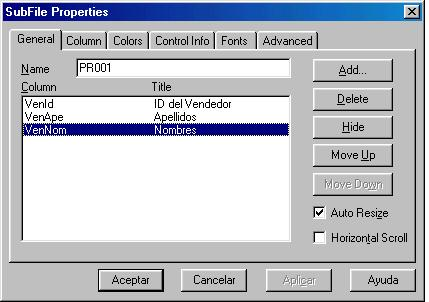 SubFile Properties
General Column Colors Control Info Fonts Advanced
Name PR001
Column Title
VenId ID del Vendedor
VenApe Apellidos
VenNom Nombres
Add...
Delete
Hide
Move Up
Move Down
Auto Resize
Horizontal Scroll
Aceptar Cancelar Aplicar Ayuda